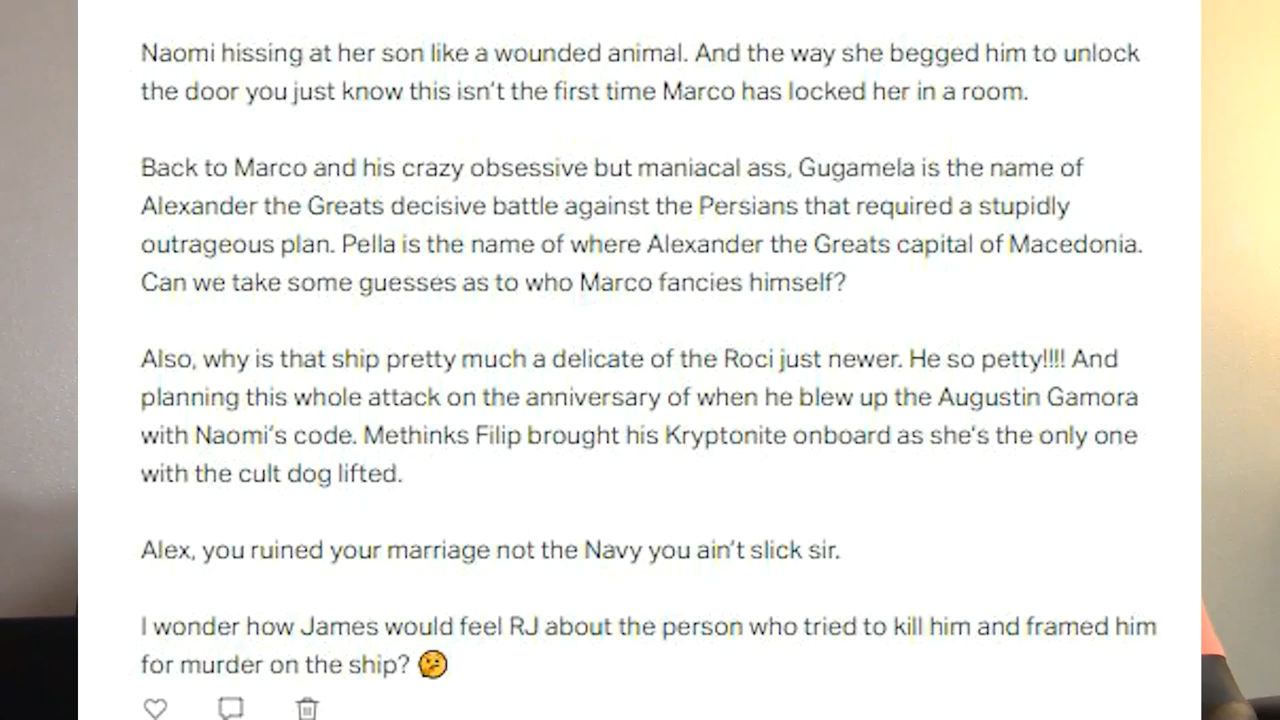 Naomi hissing at her son like a wounded animal. And the way she begged him to unlock
the door you just know this isn't the first time Marco has locked her in a room.
Back to Marco and his crazy obsessive but maniacal ass, Gugamela is the name of
Alexander the Greats decisive battle against the Persians that required a stupidly
outrageous plan. Pella is the name of where Alexander the Greats capital of Macedonia.
Can we take some guesses as to who Marco fancies himself?
Also, why is that ship pretty much a delicate of the Roci just newer. He so petty!!!! And
planning this whole attack on the anniversary of when he blew up the Augustin Gamora
with Naomi's code. Methinks Filip brought his Kryptonite onboard as she's the only one
with the cult dog lifted.
Alex, you ruined your marriage not the Navy you ain't slick sir.
I wonder how James would feel RJ about the person who tried to kill him and framed him
for murder on the ship? 🤔